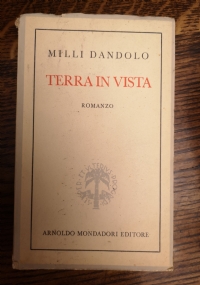 MILLI DANDOLO
TERRA IN VISTA
ROMANZO
ARNOLDO MONDADORI EDITORE